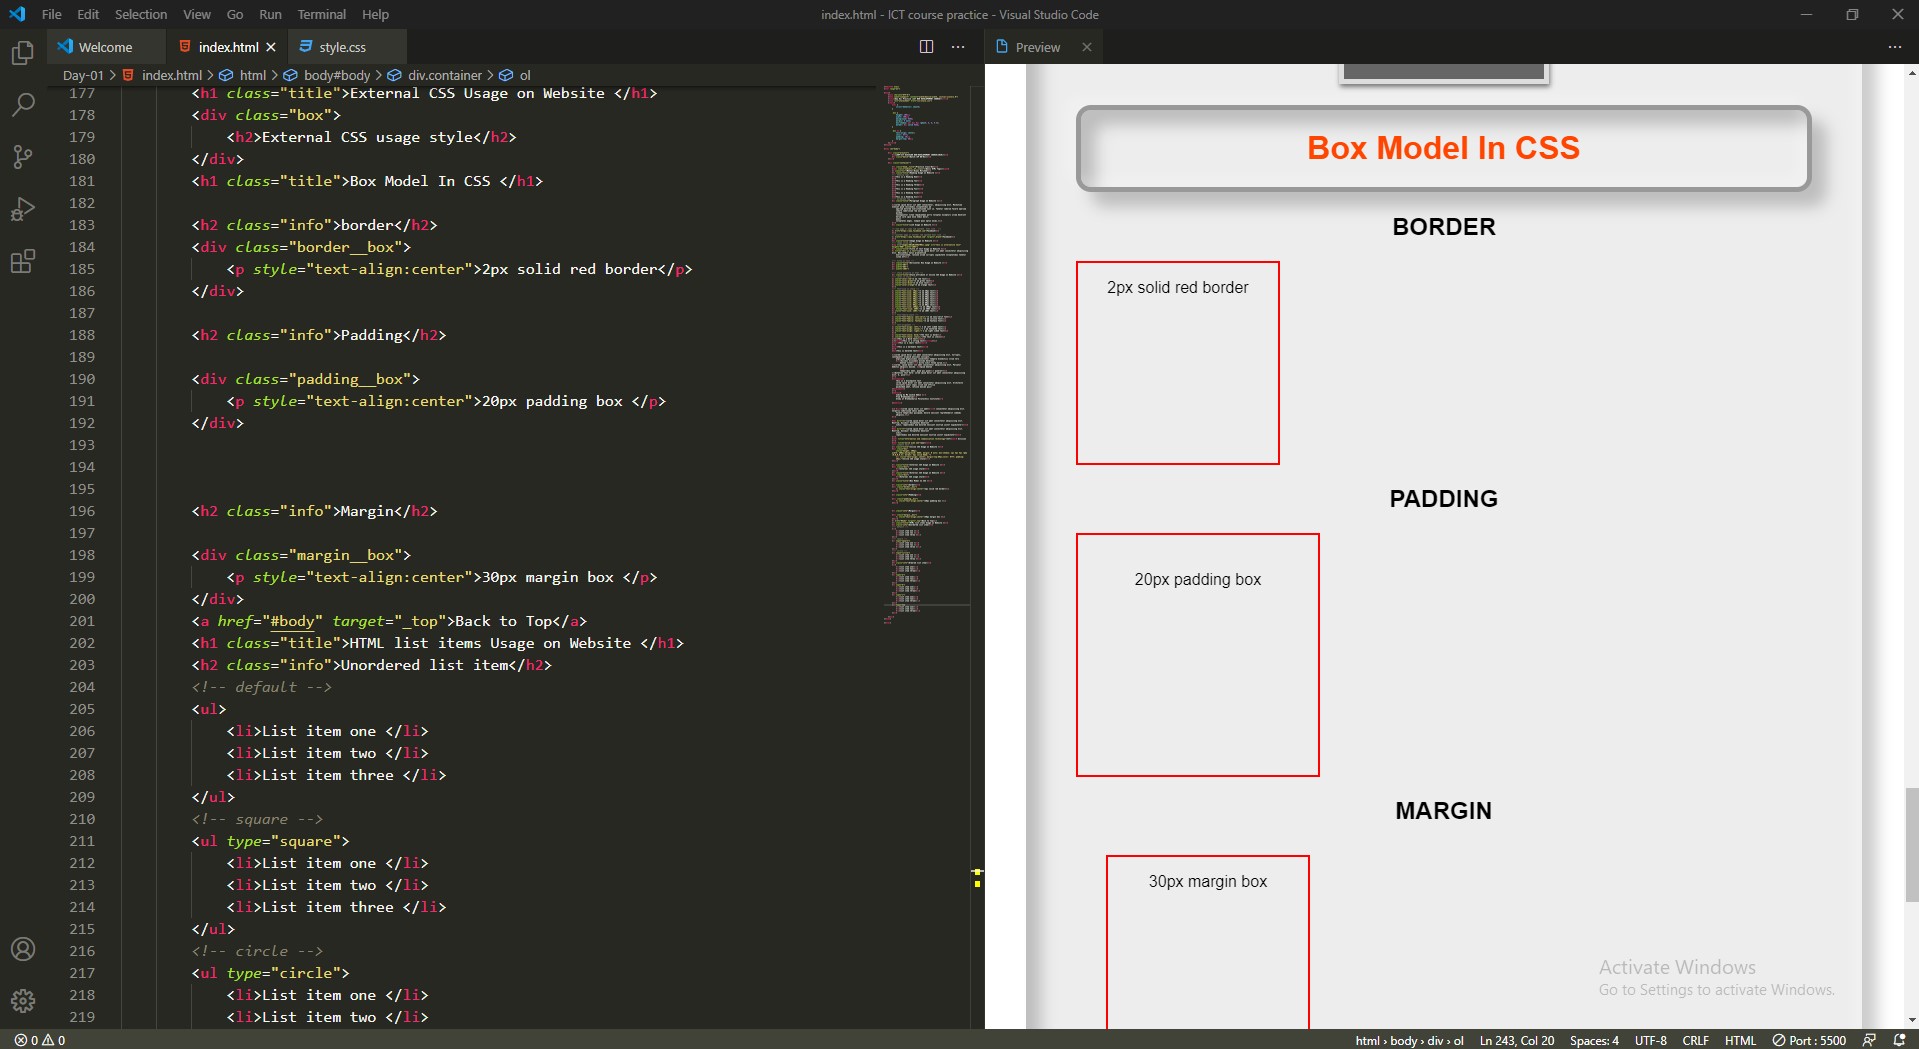 File Edit Selection View Go Run Terminal Help
index.html - ICT course practice - Visual Studio Code
Welcome index.html style.css
Preview
Day-01 > index.html > html > body#body > div.container > ol
177 <h1 class="title">External CSS Usage on Website </h1>
178 <div class="box">
179 <h2>External CSS usage style</h2>
180 </div>
181 <h1 class="title">Box Model In CSS </h1>
182
183 <h2 class="info">border</h2>
184 <div class="border__box">
185 <p style="text-align:center">2px solid red border</p>
186 </div>
187
188 <h2 class="info">Padding</h2>
189
190 <div class="padding__box">
191 <p style="text-align:center">20px padding box </p>
192 </div>
193
194
195
196 <h2 class="info">Margin</h2>
197
198 <div class="margin__box">
199 <p style="text-align:center">30px margin box </p>
200 </div>
201 <a href="#body" target="_top">Back to Top</a>
202 <h1 class="title">HTML list items Usage on Website </h1>
203 <h2 class="info">Unordered list item</h2>
204 <!-- default -->
205 <ul>
206 <li>List item one </li>
207 <li>List item two </li>
208 <li>List item three </li>
209 </ul>
210 <!-- square -->
211 <ul type="square">
212 <li>List item one </li>
213 <li>List item two </li>
214 <li>List item three </li>
215 </ul>
216 <!-- circle -->
217 <ul type="circle">
218 <li>List item one </li>
219 <li>List item two </li>
Box Model In CSS
BORDER
2px solid red border
PADDING
20px padding box
MARGIN
30px margin box
Activate Windows
Go to Settings to activate Windows.
0 0
html › body › div › ol Ln 243, Col 20 Spaces: 4 UTF-8 CRLF HTML Port : 5500